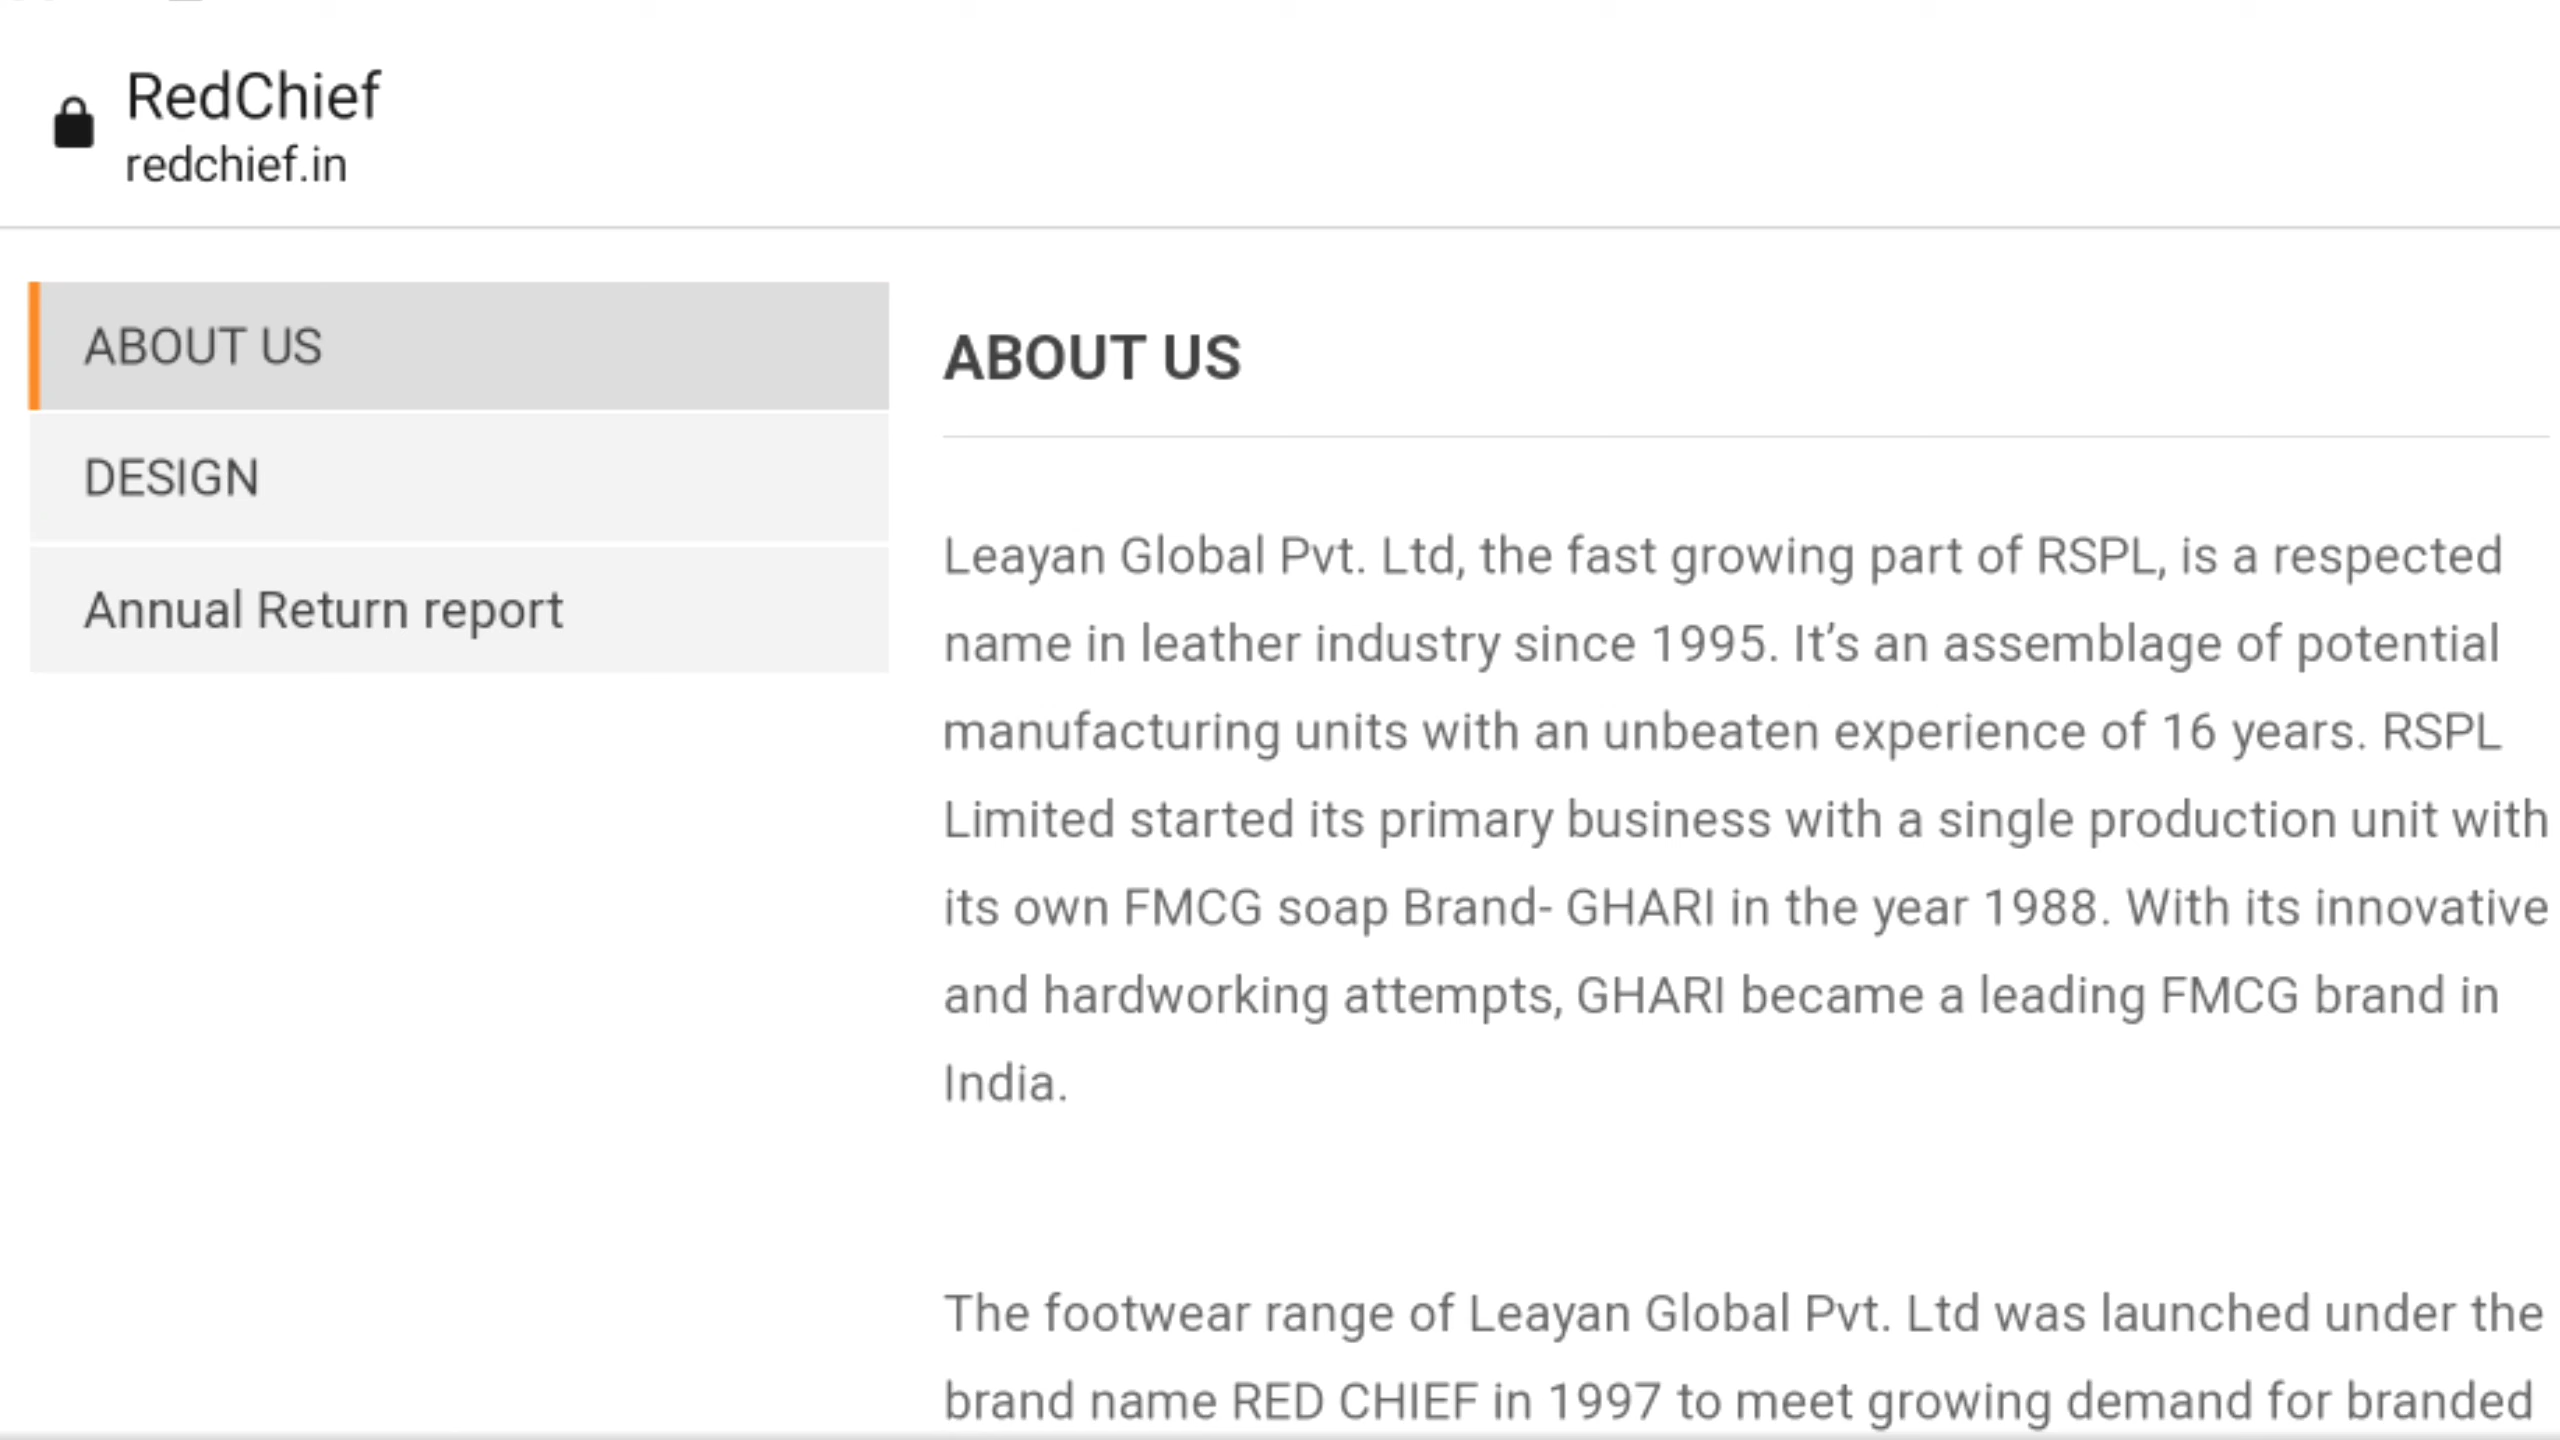 RedChief
redchief.in
ABOUT US
DESIGN
Annual Return report
ABOUT US
Leayan Global Pvt. Ltd, the fast growing part of RSPL, is a respected
name in leather industry since 1995. It’s an assemblage of potential
manufacturing units with an unbeaten experience of 16 years. RSPL
Limited started its primary business with a single production unit with
its own FMCG soap Brand- GHARI in the year 1988. With its innovative
and hardworking attempts, GHARI became a leading FMCG brand in
India.
The footwear range of Leayan Global Pvt. Ltd was launched under the
brand name RED CHIEF in 1997 to meet growing demand for branded